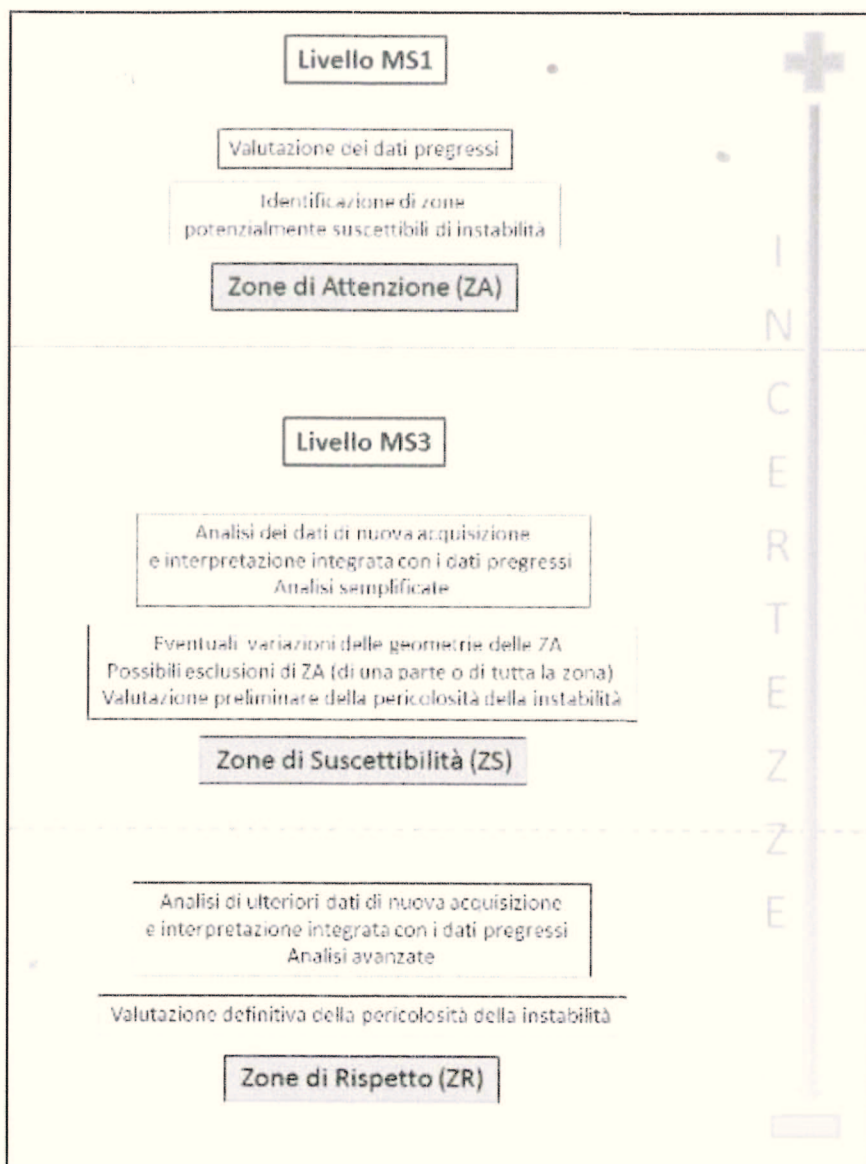 Livello MS1
Valutazione dei dati pregressi
Identificazione di zone
potenzialmente suscettibili di instabilità
Zone di Attenzione (ZA)
Livello MS3
Analisi dei dati di nuova acquisizione
e interpretazione integrata con i dati pregressi
Analisi semplificate
Eventuali variazioni delle geometrie delle ZA
Possibili esclusioni di ZA (di una parte o di tutta la zona)
Valutazione preliminare della pericolosità della instabilità
Zone di Suscettibilità (ZS)
Analisi di ulteriori dati di nuova acquisizione
e interpretazione integrata con i dati pregressi
Analisi avanzate
Valutazione definitiva della pericolosità della instabilità
Zone di Rispetto (ZR)
INCERTEZZE